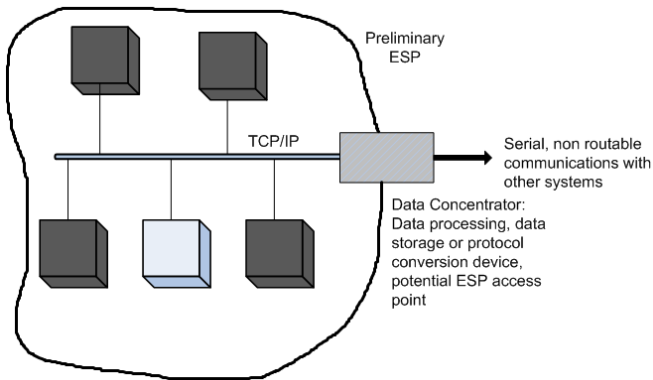 Preliminary
ESP
TCP/IP
Serial, non routable
communications with
other systems
Data Concentrator:
Data processing, data
storage or protocol
conversion device,
potential ESP access
point